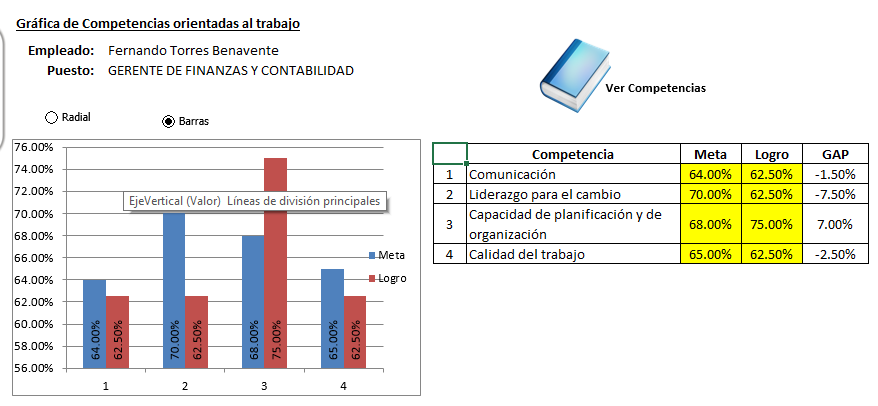 Gráfica de Competencias orientadas al trabajo
Empleado: Fernando Torres Benavente
Puesto: GERENTE DE FINANZAS Y CONTABILIDAD
Ver Competencias
Radial
Barras
76.00%
74.00%
72.00%
70.00%
68.00%
66.00%
64.00%
62.00%
60.00%
58.00%
56.00%
EjeVertical (Valor) Líneas de división principales
Meta
Logro
64.00%
62.50%
70.00%
62.50%
68.00%
75.00%
65.00%
62.50%
1 2 3 4
Competencia Meta Logro GAP
1 Comunicación 64.00% 62.50% -1.50%
2 Liderazgo para el cambio 70.00% 62.50% -7.50%
3 Capacidad de planificación y de
organización 68.00% 75.00% 7.00%
4 Calidad del trabajo 65.00% 62.50% -2.50%